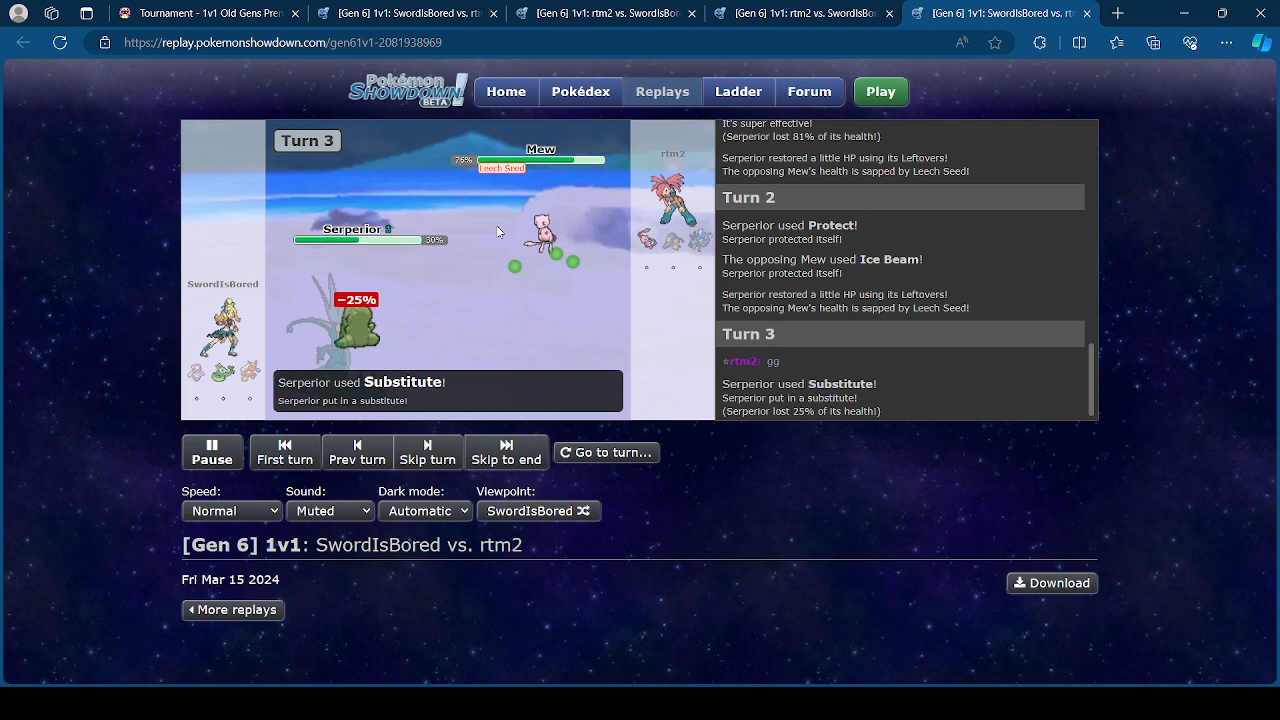 Tournament - 1v1 Old Gens Prem
[Gen 6] 1v1: SwordIsBored vs. rtm
[Gen 6] 1v1: rtm2 vs. SwordIsBor
[Gen 6] 1v1: rtm2 vs. SwordIsBo
[Gen 6] 1v1: SwordIsBored vs. rt
https://replay.pokemonshowdown.com/gen61v1-2081938969
Pokémon
SHOWDOWN!
BETA
Home
Pokédex
Replays
Ladder
Forum
Play
Turn 3
Mew
76%
Leech Seed
Serperior
30%
−25%
SwordIsBored
rtm2
Serperior used Substitute!
Serperior put in a substitute!
It's super effective!
(Serperior lost 81% of its health!)
Serperior restored a little HP using its Leftovers!
The opposing Mew's health is sapped by Leech Seed!
Turn 2
Serperior used Protect!
Serperior protected itself!
The opposing Mew used Ice Beam!
Serperior protected itself!
Serperior restored a little HP using its Leftovers!
The opposing Mew's health is sapped by Leech Seed!
Turn 3
☆rtm2: gg
Serperior used Substitute!
Serperior put in a substitute!
(Serperior lost 25% of its health!)
Pause
First turn
Prev turn
Skip turn
Skip to end
Go to turn...
Speed:
Sound:
Dark mode:
Viewpoint:
Normal
Muted
Automatic
SwordIsBored
[Gen 6] 1v1: SwordIsBored vs. rtm2
Fri Mar 15 2024
Download
More replays